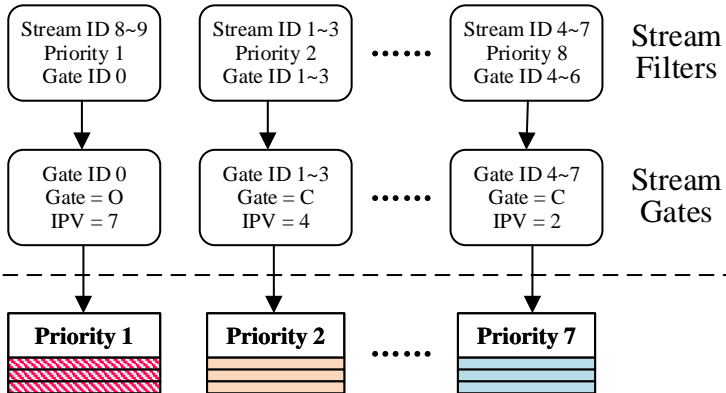 Stream ID 8~9
Priority 1
Gate ID 0
Stream ID 1~3
Priority 2
Gate ID 1~3
Stream ID 4~7
Priority 8
Gate ID 4~6
Stream
Filters
Gate ID 0
Gate = O
IPV = 7
Gate ID 1~3
Gate = C
IPV = 4
Gate ID 4~7
Gate = C
IPV = 2
Stream
Gates
Priority 1
Priority 2
Priority 7